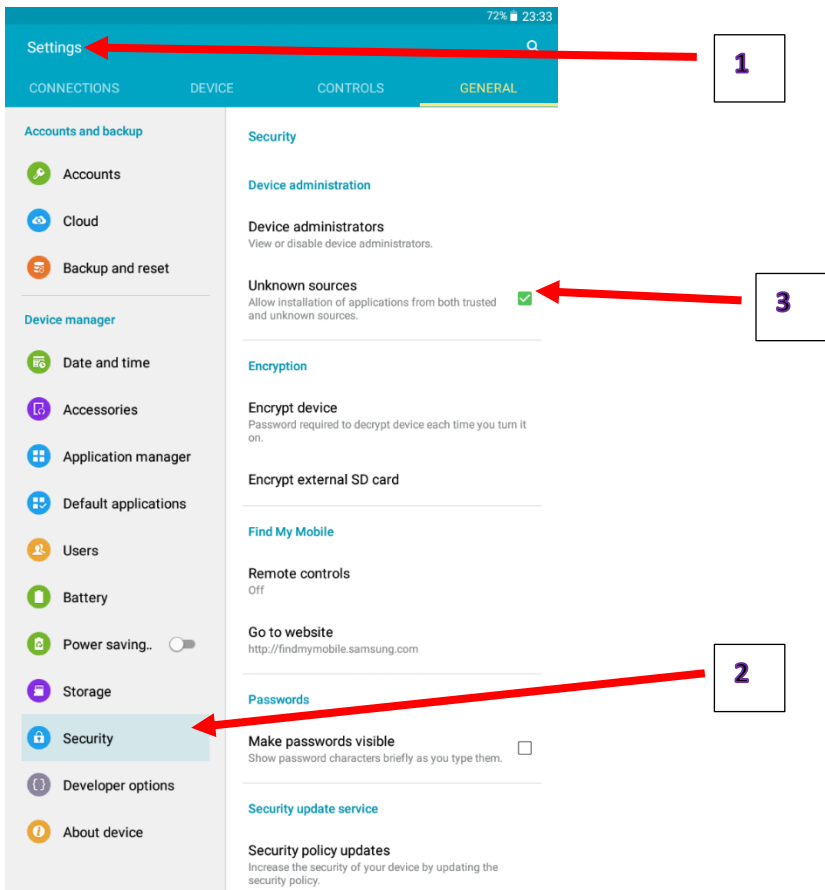 72% 23:33
Settings
CONNECTIONS DEVICE CONTROLS GENERAL
Accounts and backup
Accounts
Cloud
Backup and reset
Device manager
Date and time
Accessories
Application manager
Default applications
Users
Battery
Power saving..
Storage
Security
Developer options
About device
Security
Device administration
Device administrators
View or disable device administrators.
Unknown sources
Allow installation of applications from both trusted
and unknown sources.
Encryption
Encrypt device
Password required to decrypt device each time you turn it
on.
Encrypt external SD card
Find My Mobile
Remote controls
Off
Go to website
http://findmymobile.samsung.com
Passwords
Make passwords visible
Show password characters briefly as you type them.
Security update service
Security policy updates
Increase the security of your device by updating the
security policy.
1
3
2